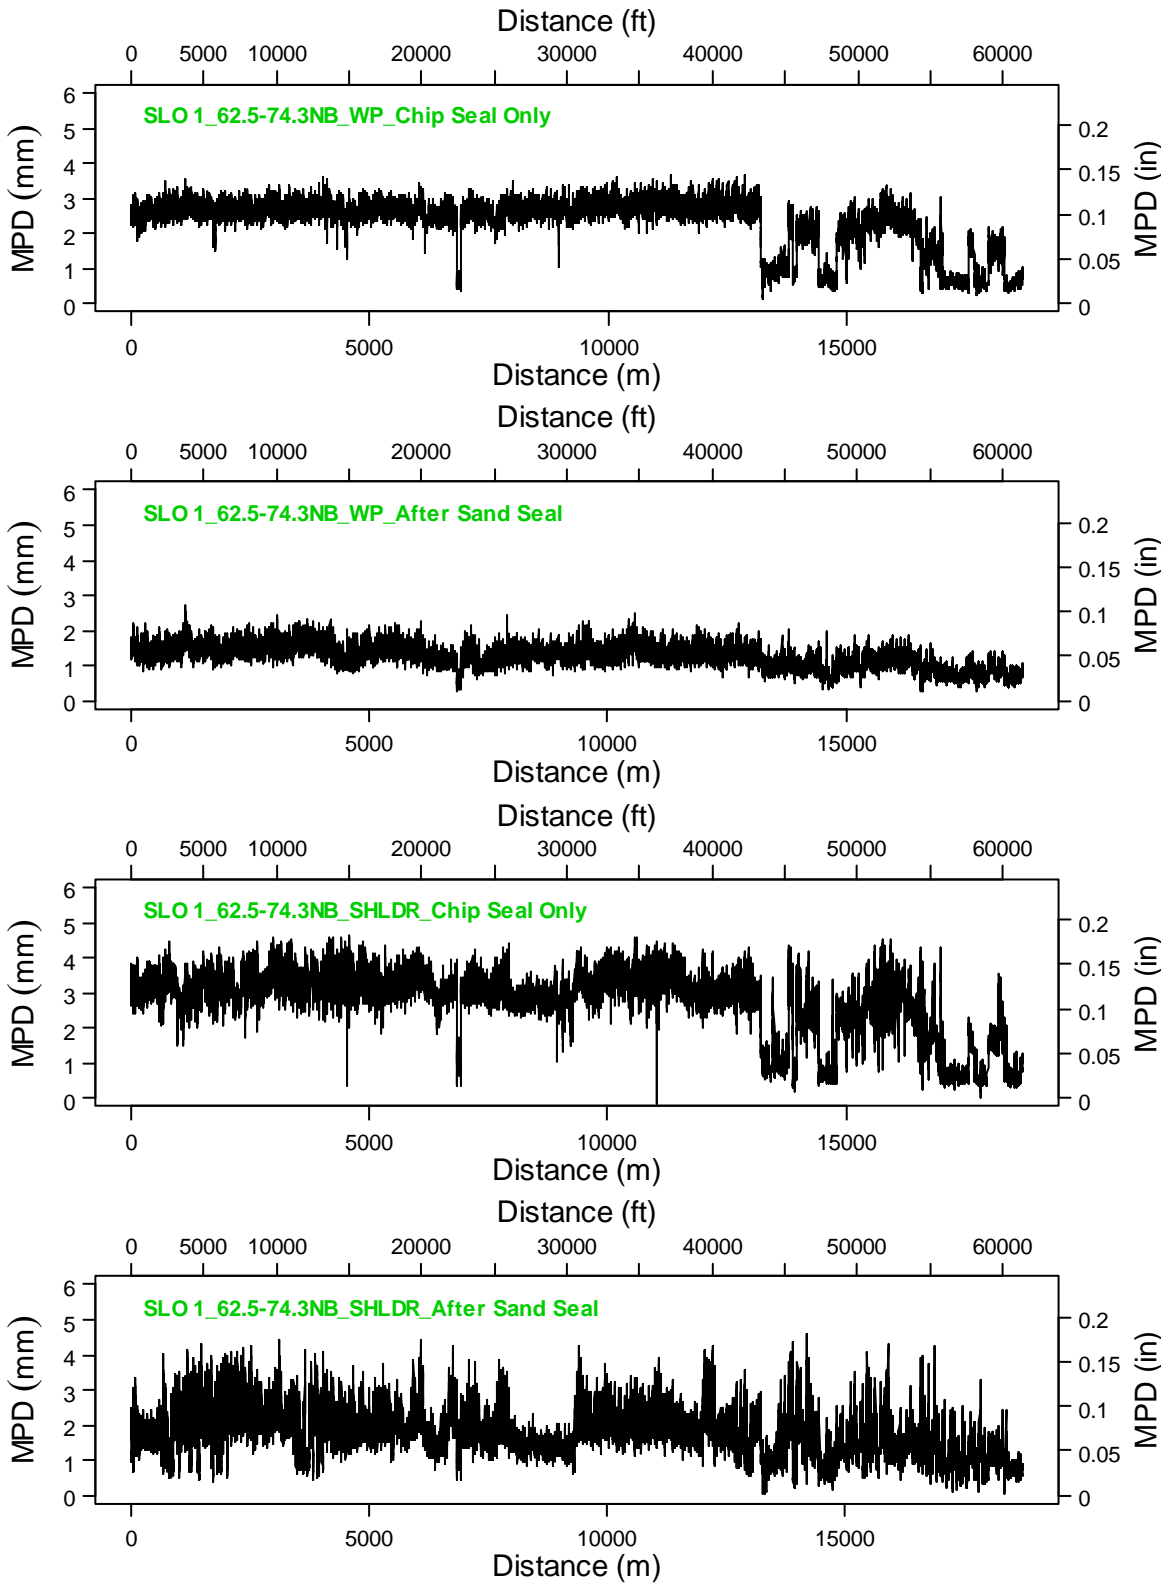 Distance (ft)
0 5000 10000 20000 30000 40000 50000 60000
SLO 1_62.5-74.3NB_WP_Chip Seal Only
MPD (mm)
6
5
4
3
2
1
0
0.2
0.15
0.1
0.05
0
MPD (in)
0 5000 10000 15000
Distance (m)
Distance (ft)
0 5000 10000 20000 30000 40000 50000 60000
SLO 1_62.5-74.3NB_WP_After Sand Seal
MPD (mm)
6
5
4
3
2
1
0
0.2
0.15
0.1
0.05
0
MPD (in)
0 5000 10000 15000
Distance (m)
Distance (ft)
0 5000 10000 20000 30000 40000 50000 60000
SLO 1_62.5-74.3NB_SHLDR_Chip Seal Only
MPD (mm)
6
5
4
3
2
1
0
0.2
0.15
0.1
0.05
0
MPD (in)
0 5000 10000 15000
Distance (m)
Distance (ft)
0 5000 10000 20000 30000 40000 50000 60000
SLO 1_62.5-74.3NB_SHLDR_After Sand Seal
MPD (mm)
6
5
4
3
2
1
0
0.2
0.15
0.1
0.05
0
MPD (in)
0 5000 10000 15000
Distance (m)